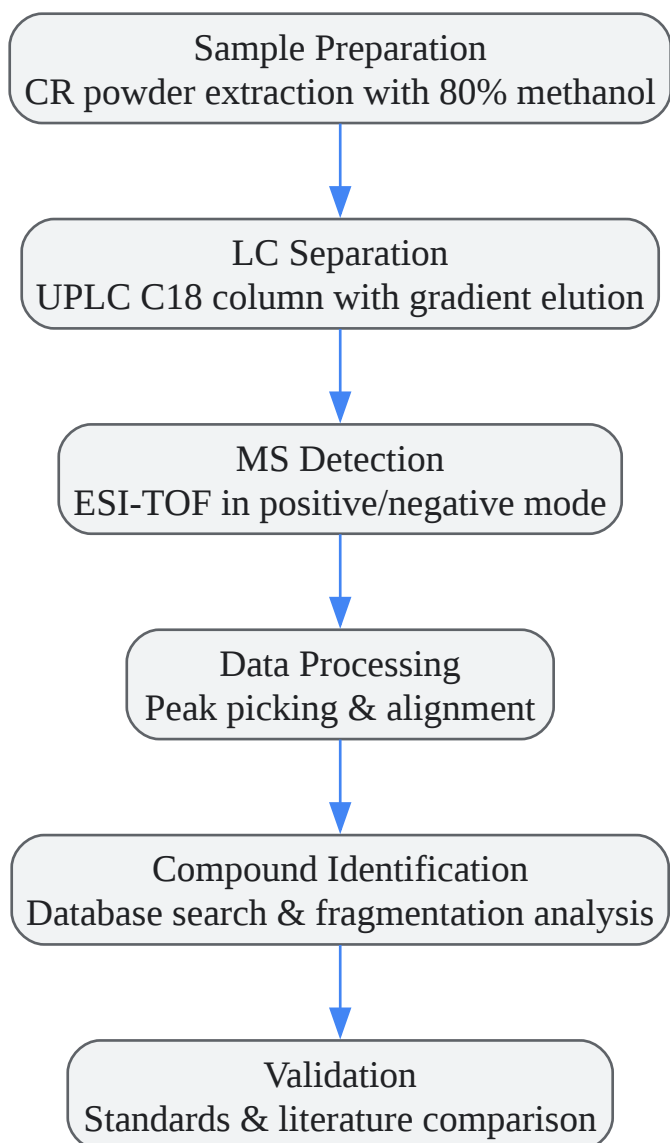 Sample Preparation
CR powder extraction with 80% methanol
LC Separation
UPLC C18 column with gradient elution
MS Detection
ESI-TOF in positive/negative mode
Data Processing
Peak picking & alignment
Compound Identification
Database search & fragmentation analysis
Validation
Standards & literature comparison